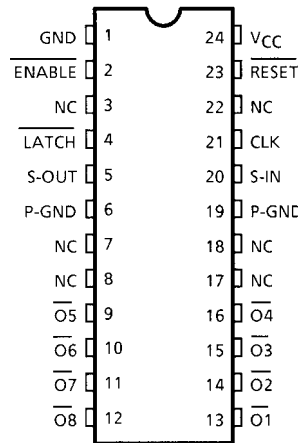 GND 1 24 VCC
ENABLE 2 23 RESET
NC 3 22 NC
LATCH 4 21 CLK
S-OUT 5 20 S-IN
P-GND 6 19 P-GND
NC 7 18 NC
NC 8 17 NC
O5 9 16 O4
O6 10 15 O3
O7 11 14 O2
O8 12 13 O1